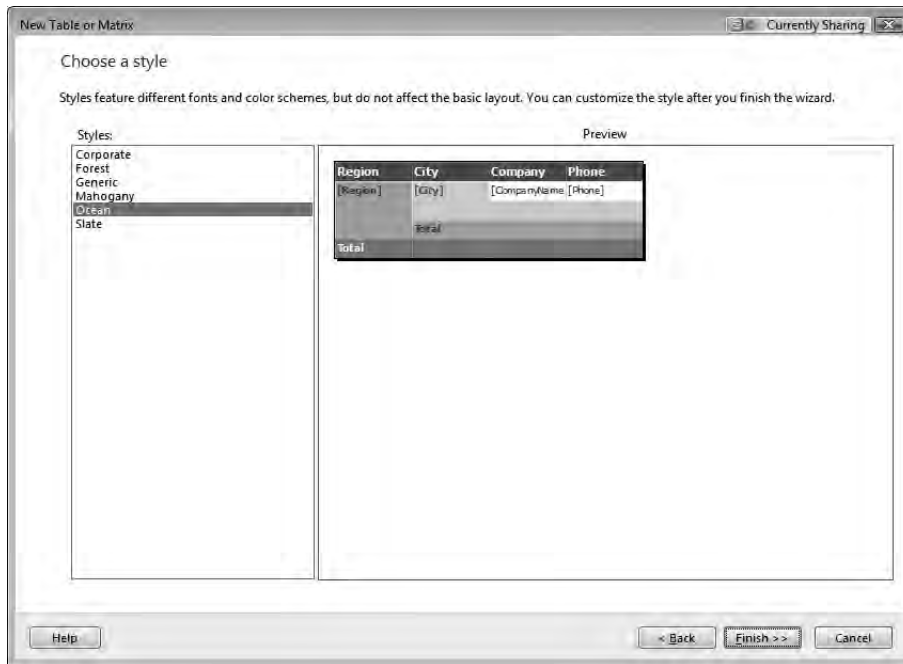 New Table or Matrix
Currently Sharing
Choose a style
Styles feature different fonts and color schemes, but do not affect the basic layout. You can customize the style after you finish the wizard.
Styles:
Preview
Corporate
Forest
Generic
Mahogany
Ocean
Slate
Region City Company Phone
[Region] [City] [CompanyName [Phone]
Total
Total
Help
< Back
Finish >>
Cancel